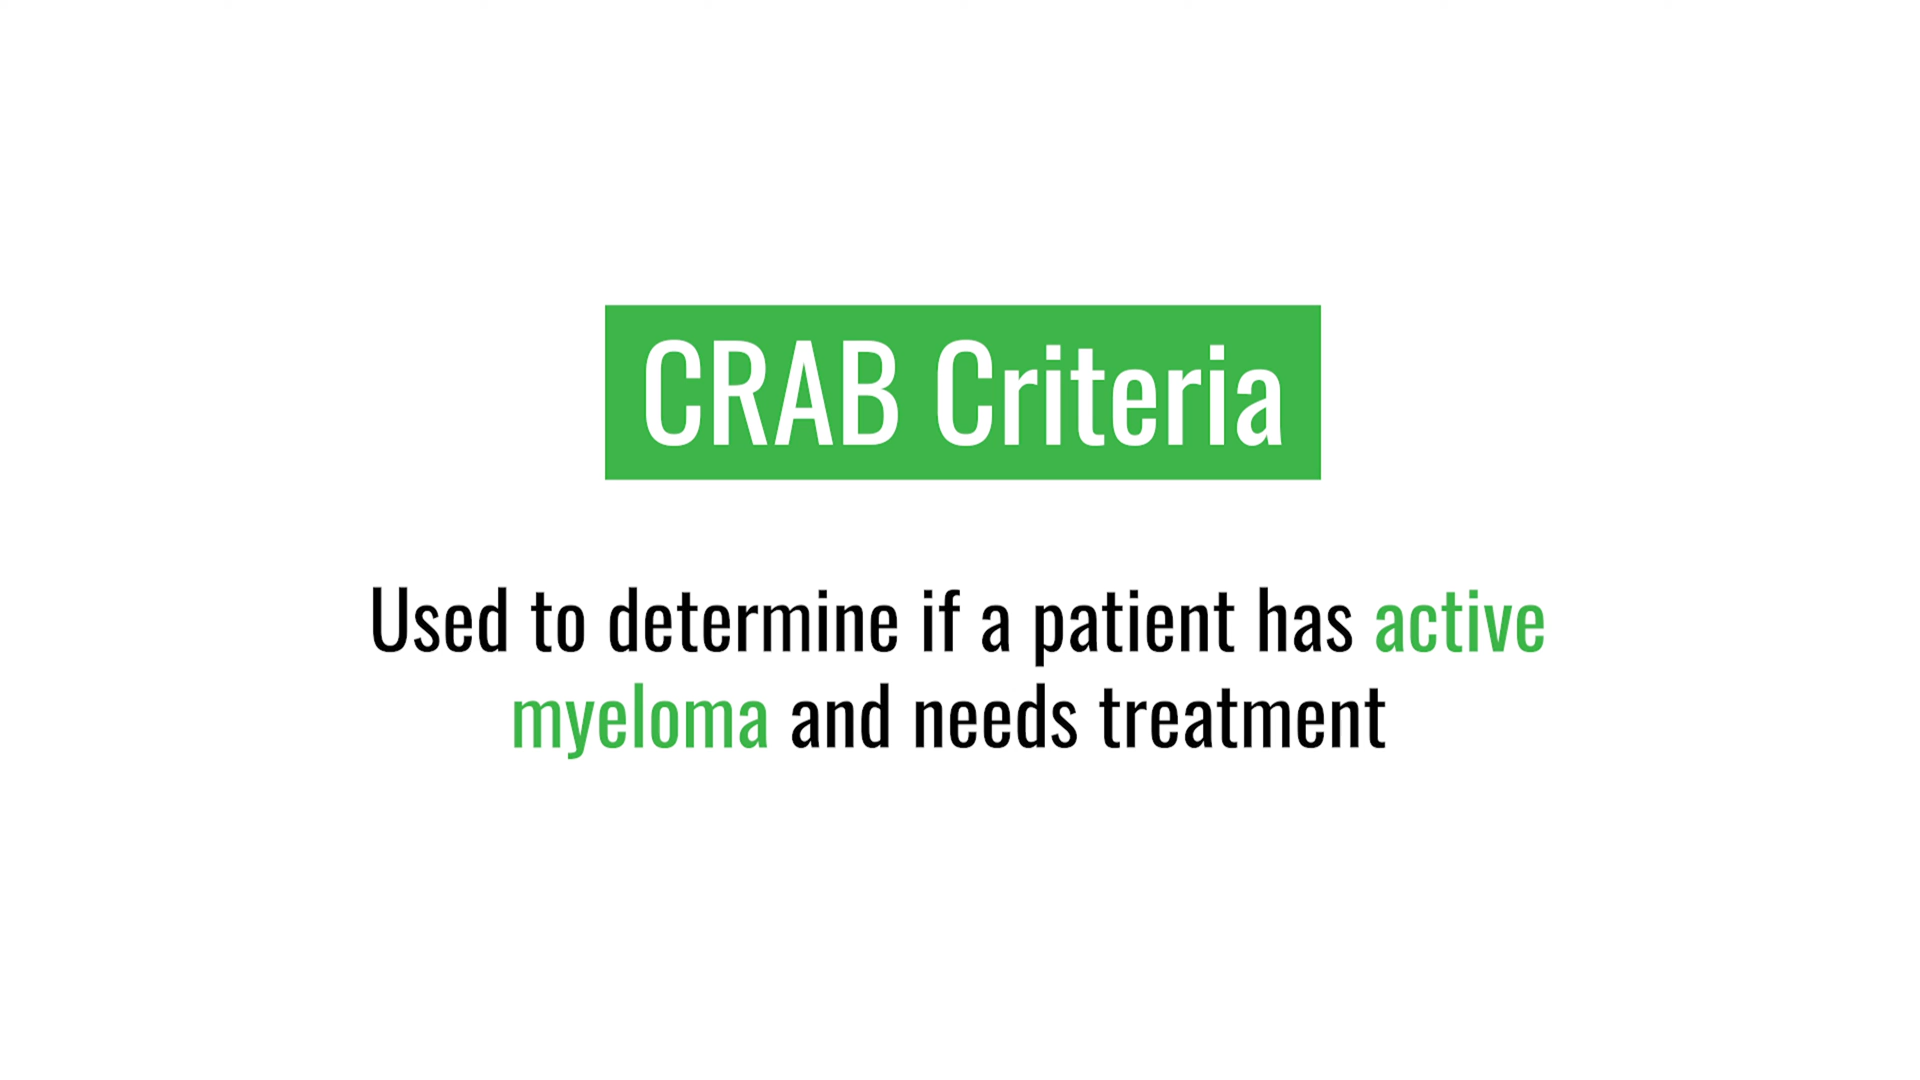 CRAB Criteria
Used to determine if a patient has active
myeloma and needs treatment